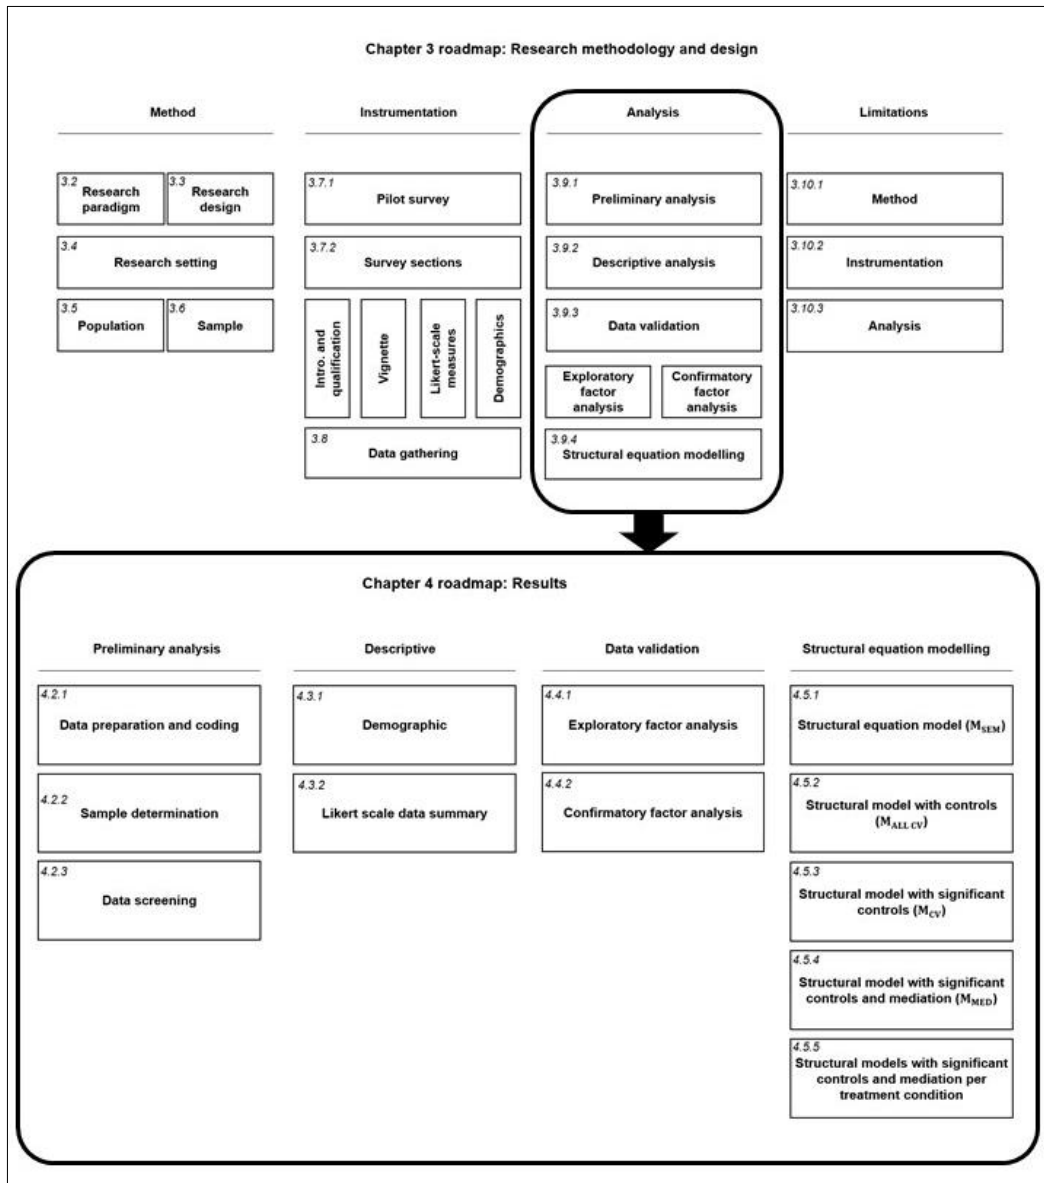 Chapter 3 roadmap: Research methodology and design
Method
3.2
Research
paradigm
3.3
Research
design
3.4
Research setting
3.5
Population
3.6
Sample
Instrumentation
3.7.1
Pilot survey
3.7.2
Survey sections
Intro. and
qualification
Vignette
Likert-scale
measures
Demographics
3.8
Data gathering
Analysis
3.9.1
Preliminary analysis
3.9.2
Descriptive analysis
3.9.3
Data validation
Exploratory
factor
analysis
Confirmatory
factor
analysis
3.9.4
Structural equation modelling
Limitations
3.10.1
Method
3.10.2
Instrumentation
3.10.3
Analysis
Chapter 4 roadmap: Results
Preliminary analysis
4.2.1
Data preparation and coding
4.2.2
Sample determination
4.2.3
Data screening
Descriptive
4.3.1
Demographic
4.3.2
Likert scale data summary
Data validation
4.4.1
Exploratory factor analysis
4.4.2
Confirmatory factor analysis
Structural equation modelling
4.5.1
Structural equation model (M_SEM)
4.5.2
Structural model with controls
(M_ALL CV)
4.5.3
Structural model with significant
controls (M_CV)
4.5.4
Structural model with significant
controls and mediation (M_MED)
4.5.5
Structural models with significant
controls and mediation per
treatment condition